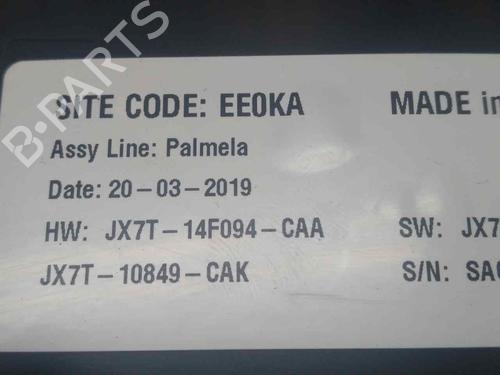 B-PARTS
SITE CODE: EE0KA MADE in
Assy Line: Palmela
Date: 20-03-2019
HW: JX7T-14F094-CAA SW: JX7
JX7T-10849-CAK S/N: SA